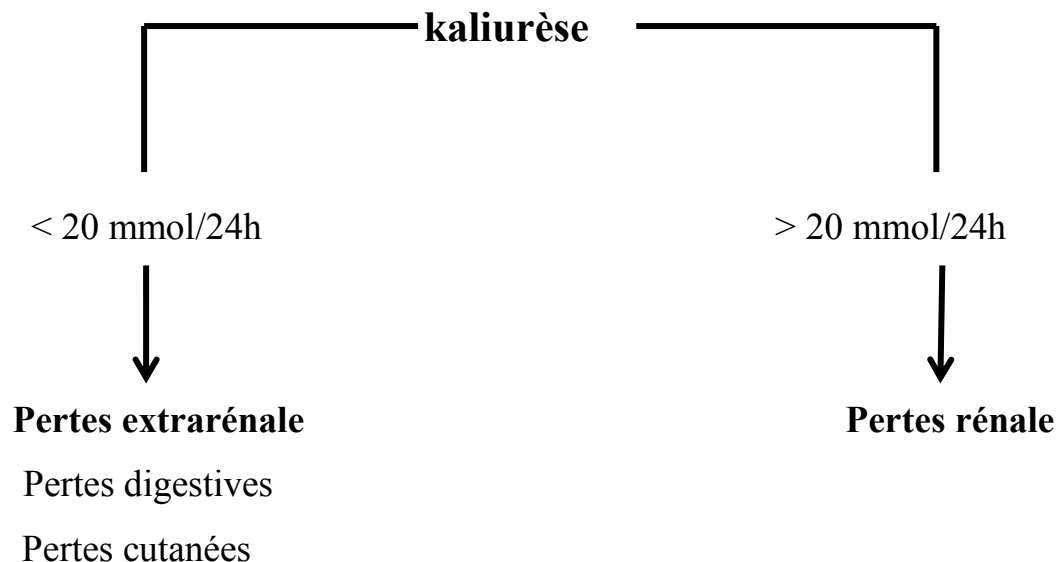 kaliurèse
< 20 mmol/24h
> 20 mmol/24h
Pertes extrarénale
Pertes rénale
Pertes digestives
Pertes cutanées